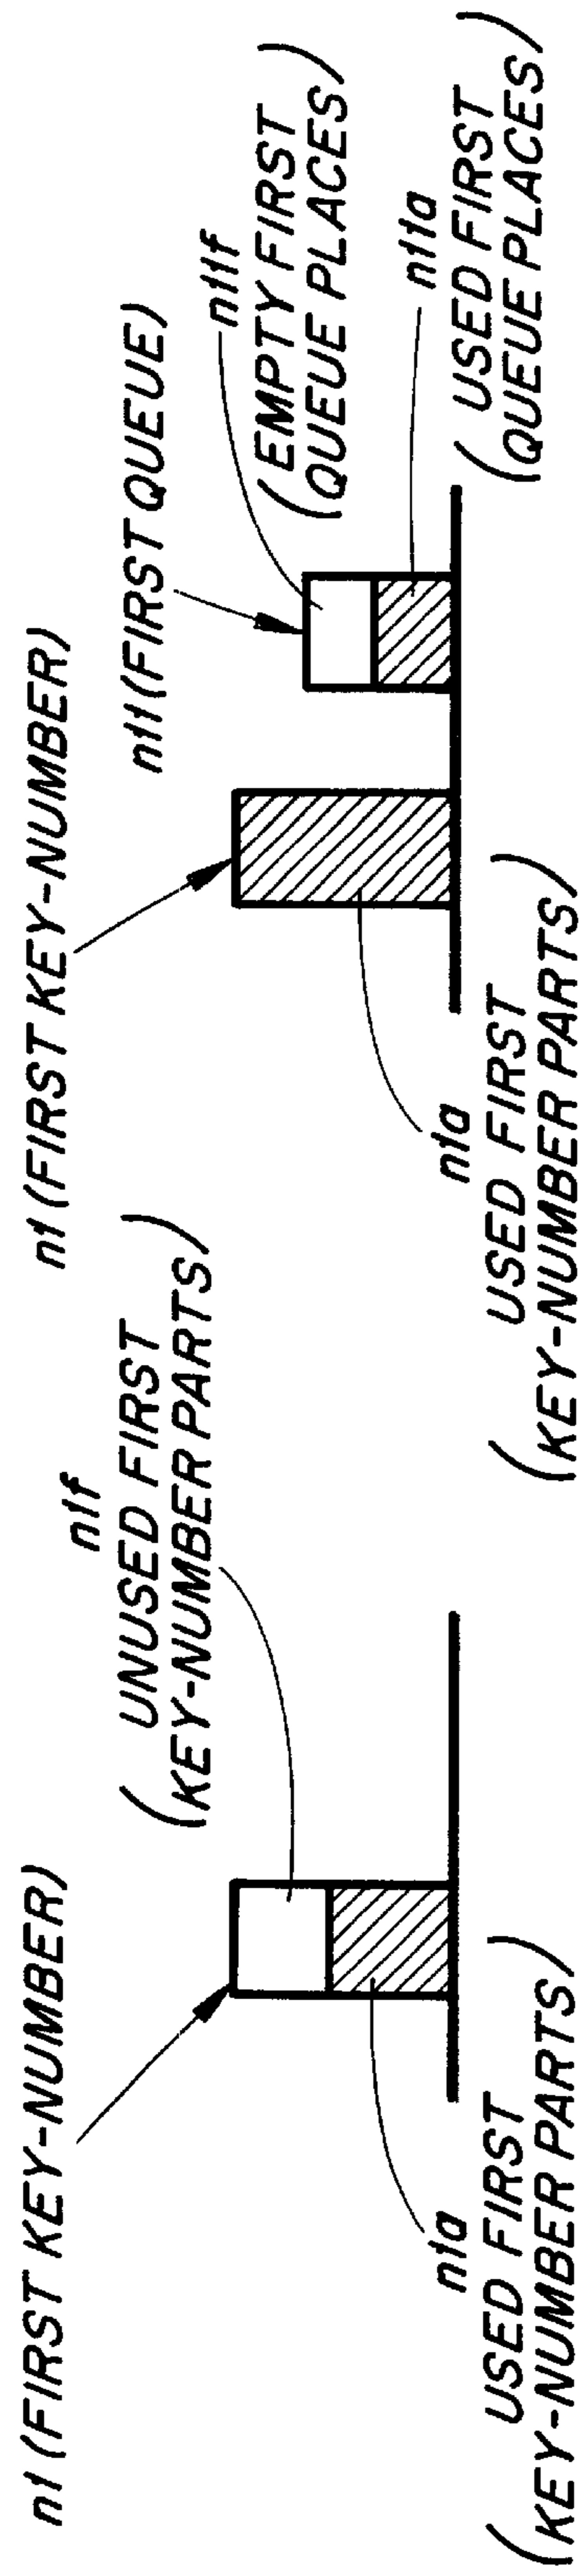 n1 (FIRST KEY-NUMBER)
n1f
( UNUSED FIRST
KEY-NUMBER PARTS )
n1a
( USED FIRST
KEY-NUMBER PARTS )
n1 (FIRST KEY-NUMBER)
n11 (FIRST QUEUE)
n11f
( EMPTY FIRST
QUEUE PLACES )
n11a
( USED FIRST
QUEUE PLACES )
n1a
( USED FIRST
KEY-NUMBER PARTS )